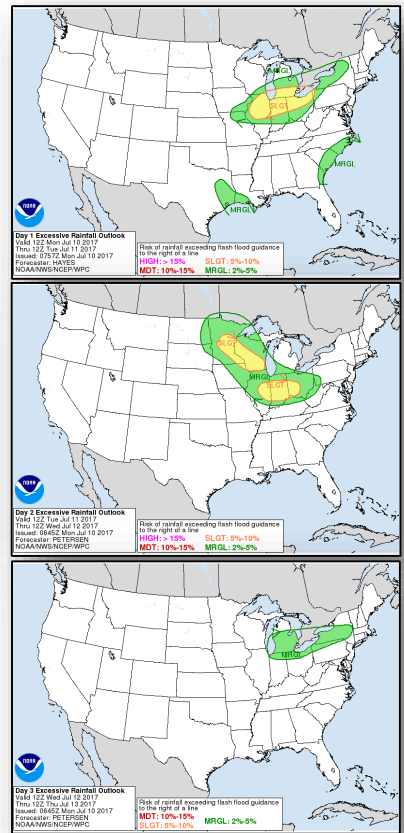 MRGL
SLGT
MRGL
MRGL
NOAA
Day 1 Excessive Rainfall Outlook
Valid 12Z Mon Jul 10 2017
Thru 12Z Tue Jul 11 2017
Issued: 0757Z Mon Jul 10 2017
Forecaster: HAYES
NOAA/NWS/NCEP/WPC
Risk of rainfall exceeding flash flood guidance
to the right of a line
HIGH: > 15% SLGT: 5%-10%
MDT: 10%-15% MRGL: 2%-5%
SLGT
MRGL
SLGT
NOAA
Day 2 Excessive Rainfall Outlook
Valid 12Z Tue Jul 11 2017
Thru 12Z Wed Jul 12 2017
Issued: 0645Z Mon Jul 10 2017
Forecaster: PETERSEN
NOAA/NWS/NCEP/WPC
Risk of rainfall exceeding flash flood guidance
to the right of a line
HIGH: > 15% SLGT: 5%-10%
MDT: 10%-15% MRGL: 2%-5%
MRGL
NOAA
Day 3 Excessive Rainfall Outlook
Valid 12Z Wed Jul 12 2017
Thru 12Z Thu Jul 13 2017
Issued: 0645Z Mon Jul 10 2017
Forecaster: PETERSEN
NOAA/NWS/NCEP/WPC
Risk of rainfall exceeding flash flood guidance
to the right of a line
MDT: 10%-15%
SLGT: 5%-10% MRGL: 2%-5%